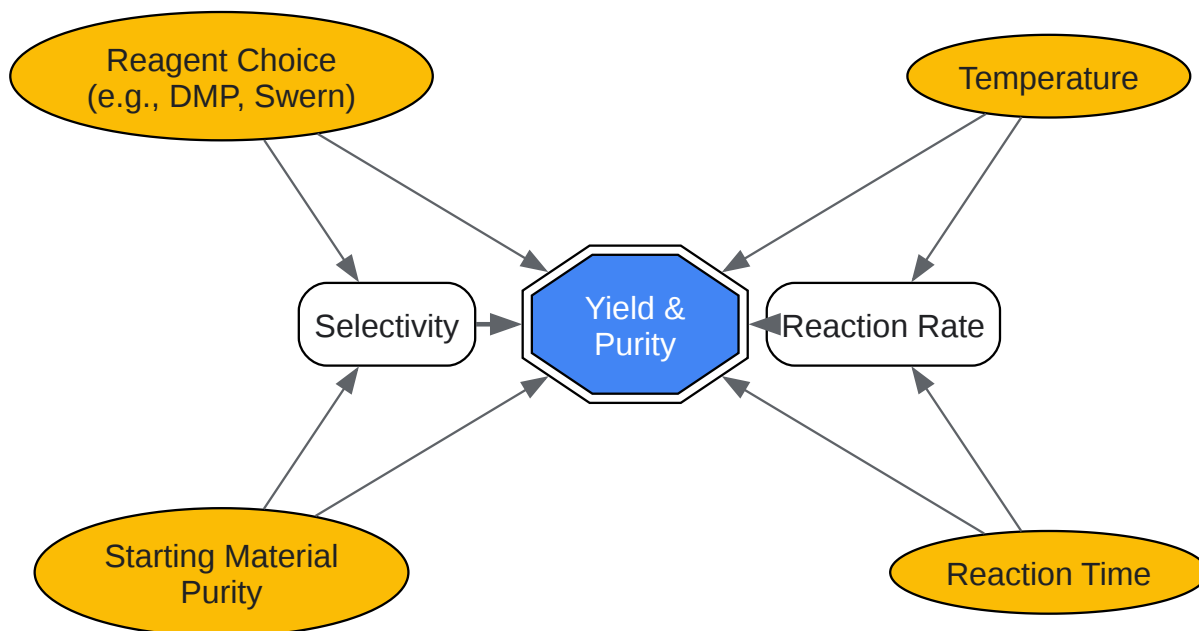 Reagent Choice
(e.g., DMP, Swern)
Temperature
Selectivity
Yield &
Purity
Reaction Rate
Starting Material
Purity
Reaction Time